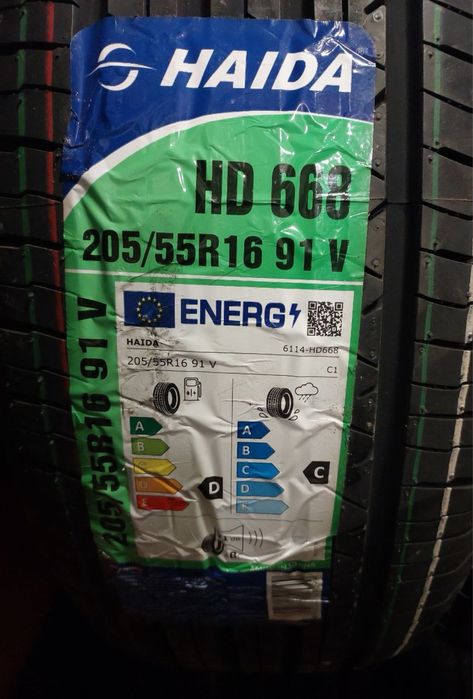 HAIDA
HD 668
205/55R16 91 V
205/55R16 91 V
ENERG
HAIDA
6114-HD668
205/55R16 91 V
C1
A
B
D
E
D
A
B
C
D
E
C
B